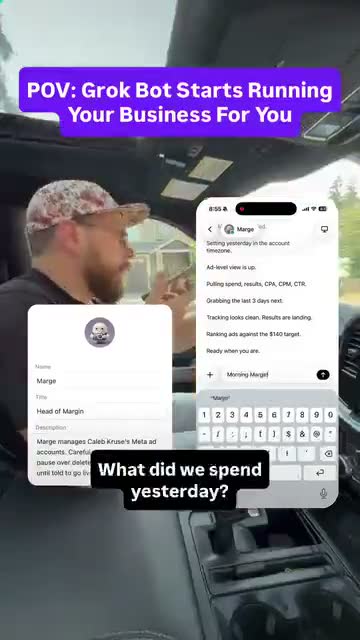 POV: Grok Bot Starts Running
Your Business For You
8:55
Marge
Setting yesterday in the account
timezone.
Ad-level view is up.
Pulling spend, results, CPA, CPM, CTR.
Grabbing the last 3 days next.
Tracking looks clean. Results are landing.
Ranking ads against the $140 target.
Ready when you are.
Morning Margin!
"Margin"
1 2 3 4 5 6 7 8 9 0
- / : ; ( ) $ & @ "
Name
Marge
Title
Head of Margin
Description
Marge manages Caleb Kruse's Meta ad
accounts. Careful
pause over delete
until told to go live
What did we spend
yesterday?